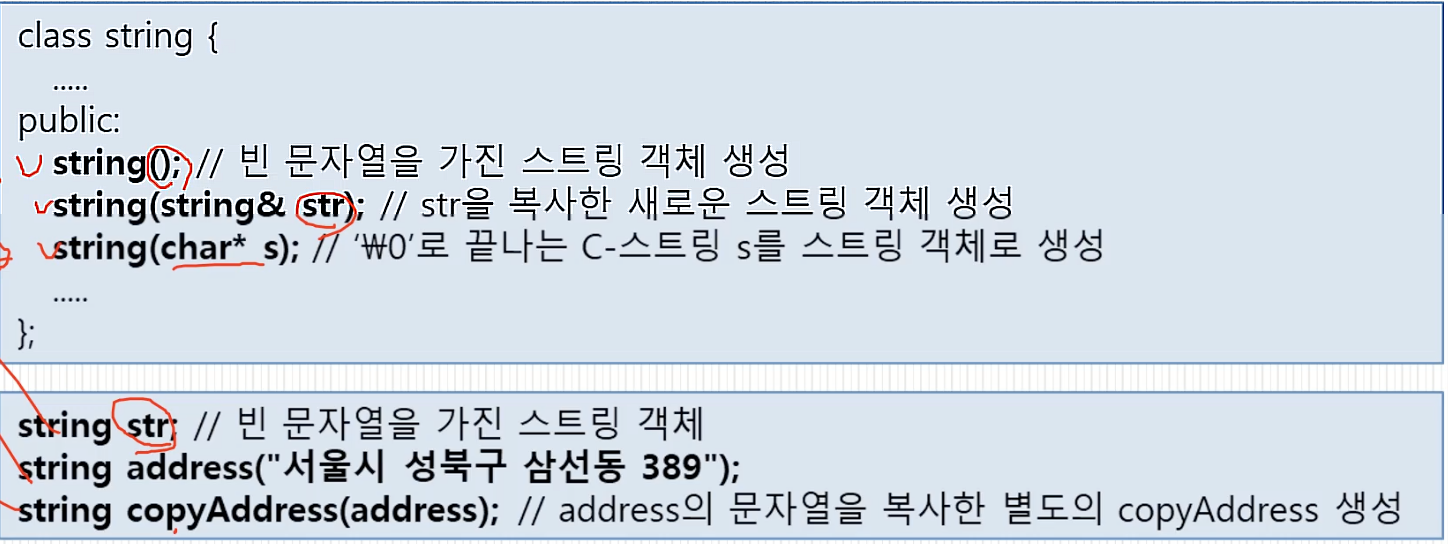 class string {
.....
public:
string(); // 빈 문자열을 가진 스트링 객체 생성
string(string& str); // str을 복사한 새로운 스트링 객체 생성
string(char* s); // '₩0'로 끝나는 C-스트링 s를 스트링 객체로 생성
.....
};
string str; // 빈 문자열을 가진 스트링 객체
string address("서울시 성북구 삼선동 389");
string copyAddress(address); // address의 문자열을 복사한 별도의 copyAddress 생성